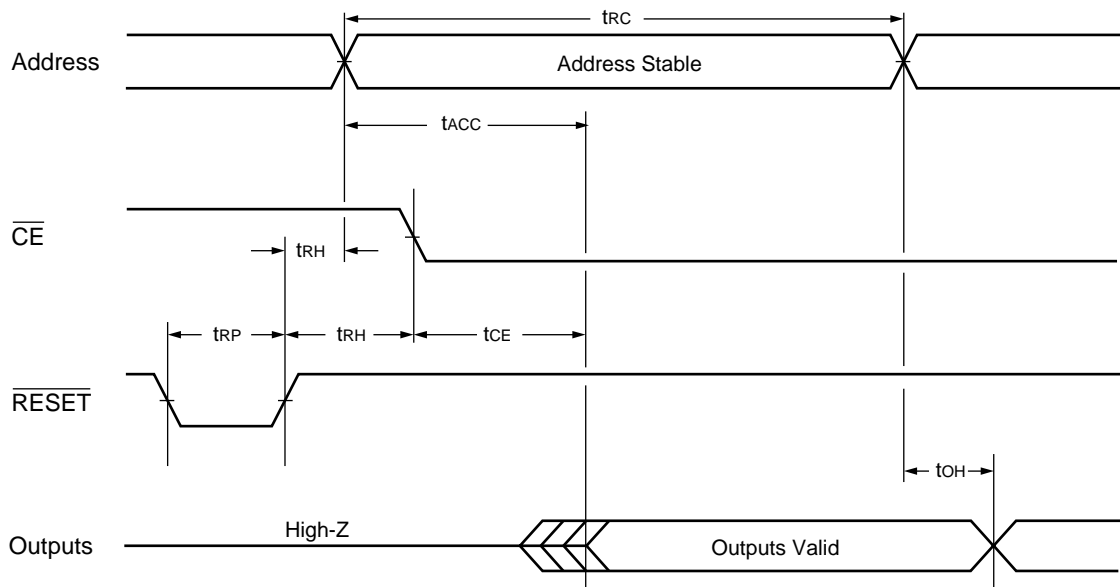 tRC
Address
Address Stable
tACC
CE
tRH
tRP
tRH
tCE
RESET
tOH
High-Z
Outputs
Outputs Valid